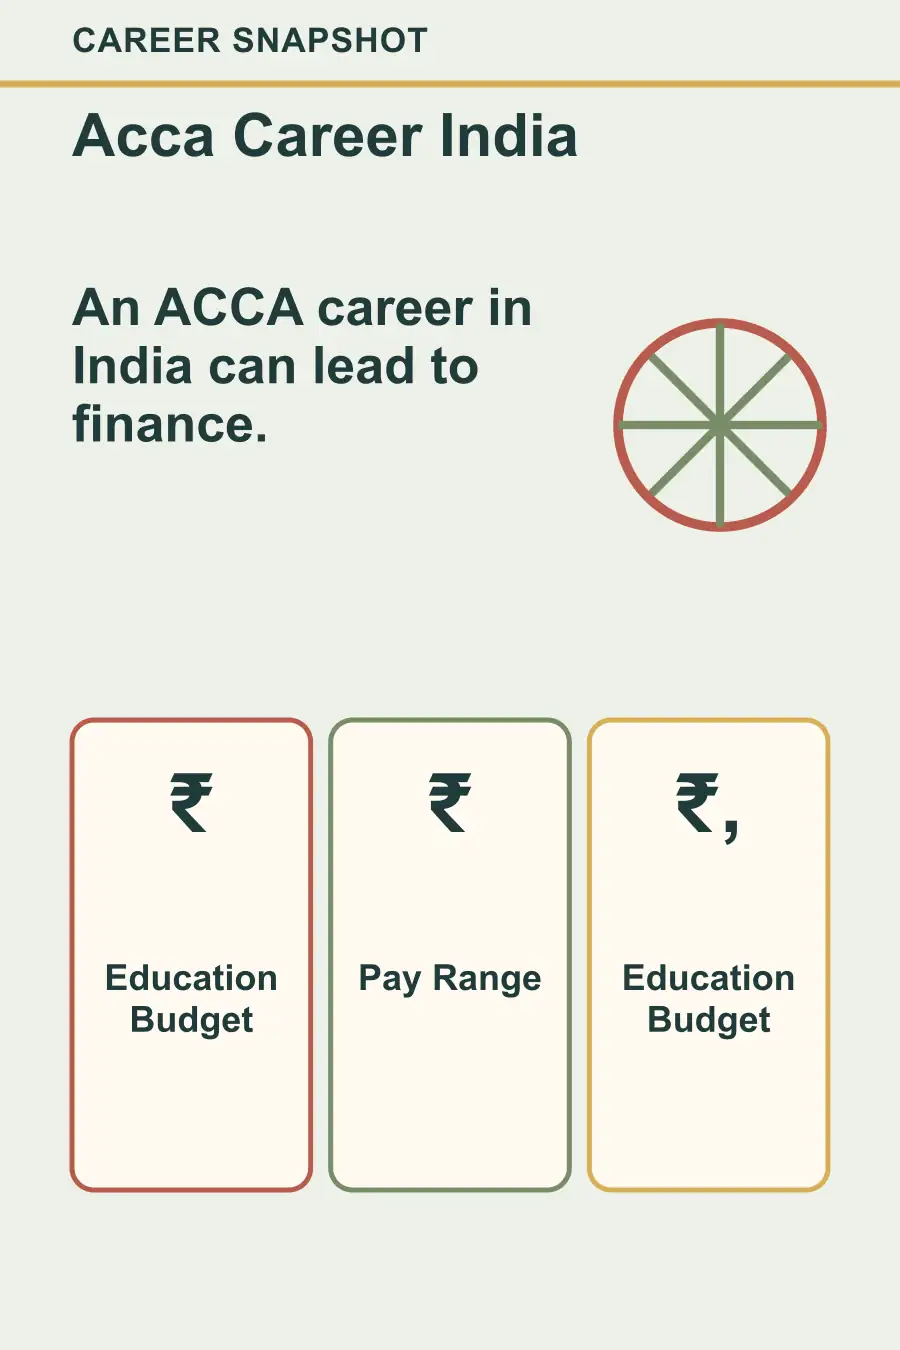 CAREER SNAPSHOT
Acca Career India
An ACCA career in
India can lead to
finance.
₹
₹
₹,
Education
Budget
Pay Range
Education
Budget